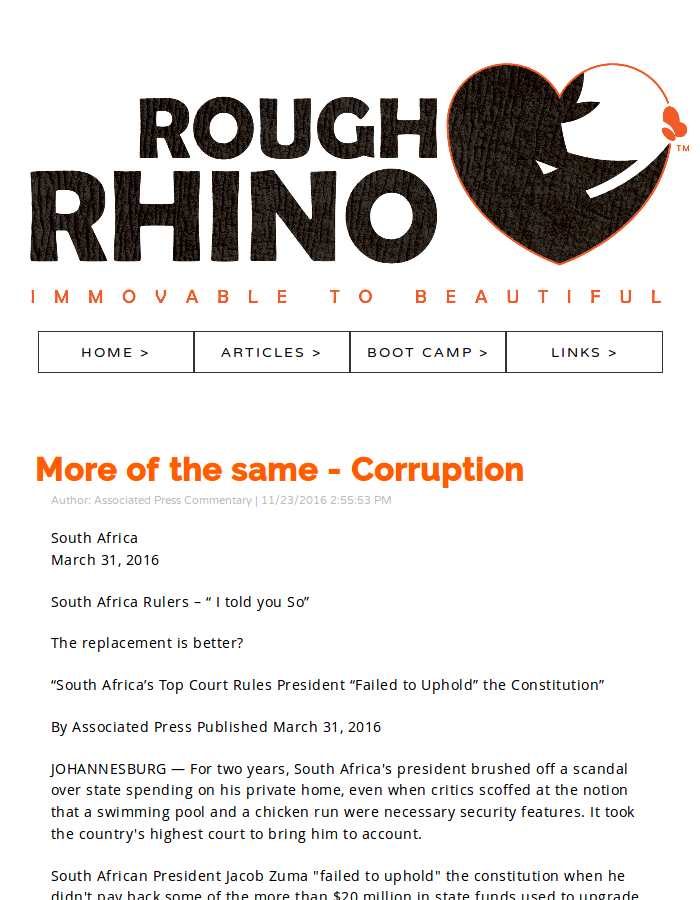 ROUGH
RHINO
TM
IMMOVABLE TO BEAUTIFUL
HOME >
ARTICLES >
BOOT CAMP >
LINKS >
More of the same - Corruption
Author: Associated Press Commentary | 11/23/2016 2:55:53 PM
South Africa
March 31, 2016
South Africa Rulers – “ I told you So”
The replacement is better?
“South Africa’s Top Court Rules President “Failed to Uphold” the Constitution”
By Associated Press Published March 31, 2016
JOHANNESBURG — For two years, South Africa's president brushed off a scandal
over state spending on his private home, even when critics scoffed at the notion
that a swimming pool and a chicken run were necessary security features. It took
the country's highest court to bring him to account.
South African President Jacob Zuma "failed to uphold" the constitution when he
didn't pay back some of the more than $20 million in state funds used to upgrade